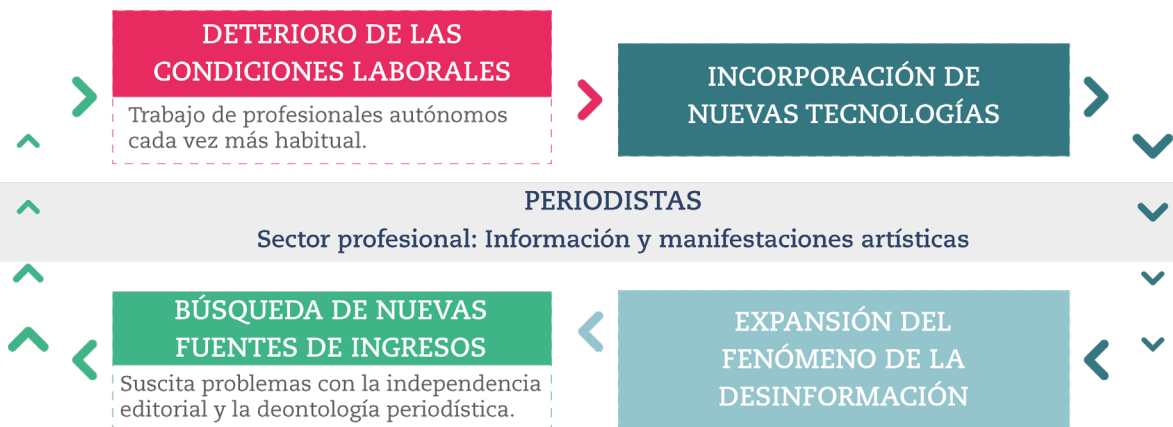 DETERIORO DE LAS
CONDICIONES LABORALES
Trabajo de profesionales autónomos
cada vez más habitual.
INCORPORACIÓN DE
NUEVAS TECNOLOGÍAS
PERIODISTAS
Sector profesional: Información y manifestaciones artísticas
BÚSQUEDA DE NUEVAS
FUENTES DE INGRESOS
Suscita problemas con la independencia
editorial y la deontología periodística.
EXPANSIÓN DEL
FENÓMENO DE LA
DESINFORMACIÓN